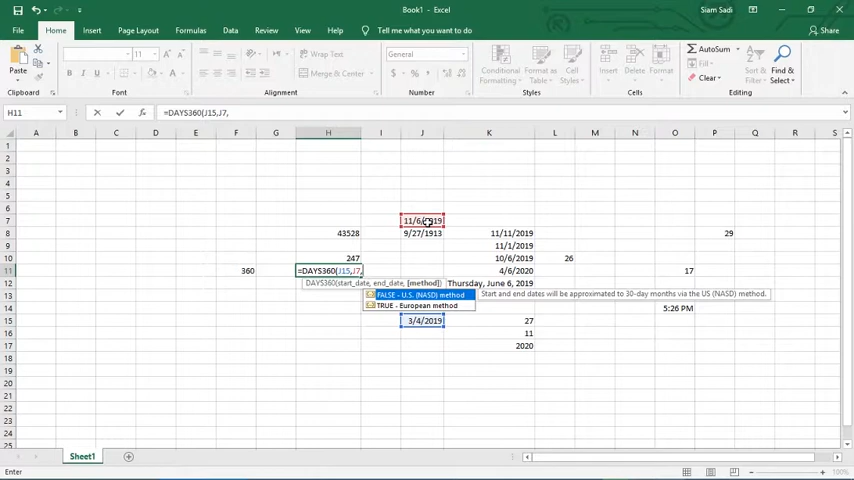 Book1 - Excel
Siam Sadi
File Home Insert Page Layout Formulas Data Review View Help Tell me what you want to do Share
Paste
11
Wrap Text
General
AutoSum
B I U
Merge & Center
Conditional Formatting
Format as Table
Cell Styles
Insert Delete Format
Fill
Clear
Sort & Filter
Find & Select
Clipboard Font Alignment Number Styles Cells Editing
H11 =DAYS360(J15,J7,
A B C D E F G H I J K L M N O P Q R S
1
2
3
4
5
6
7 11/6/2019
8 43528 9/27/1913 11/11/2019 29
9 11/1/2019
10 247 10/6/2019 26
11 360 =DAYS360(J15,J7, 4/6/2020 17
12 DAYS360(start_date, end_date, [method]) Thursday, June 6, 2019
13 FALSE - U.S. (NASD) method Start and end dates will be approximated to 30-day months via the US (NASD) method.
14 TRUE - European method 5:26 PM
15 3/4/2019 27
16 11
17 2020
18
19
20
21
22
23
24
25
Sheet1
Enter 100%